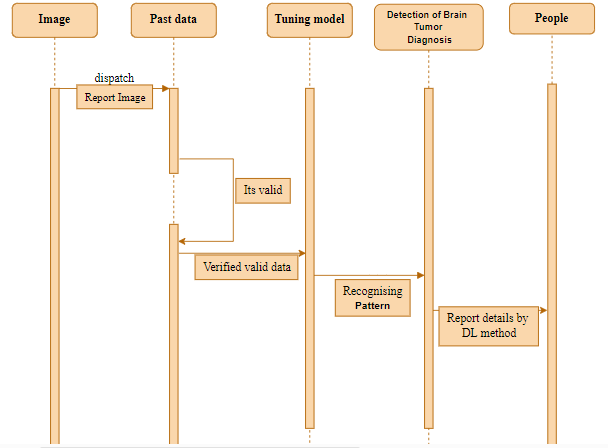 Image
Past data
Tuning model
Detection of Brain
Tumor
Diagnosis
People
dispatch
Report Image
Its valid
Verified valid data
Recognising
Pattern
Report details by
DL method